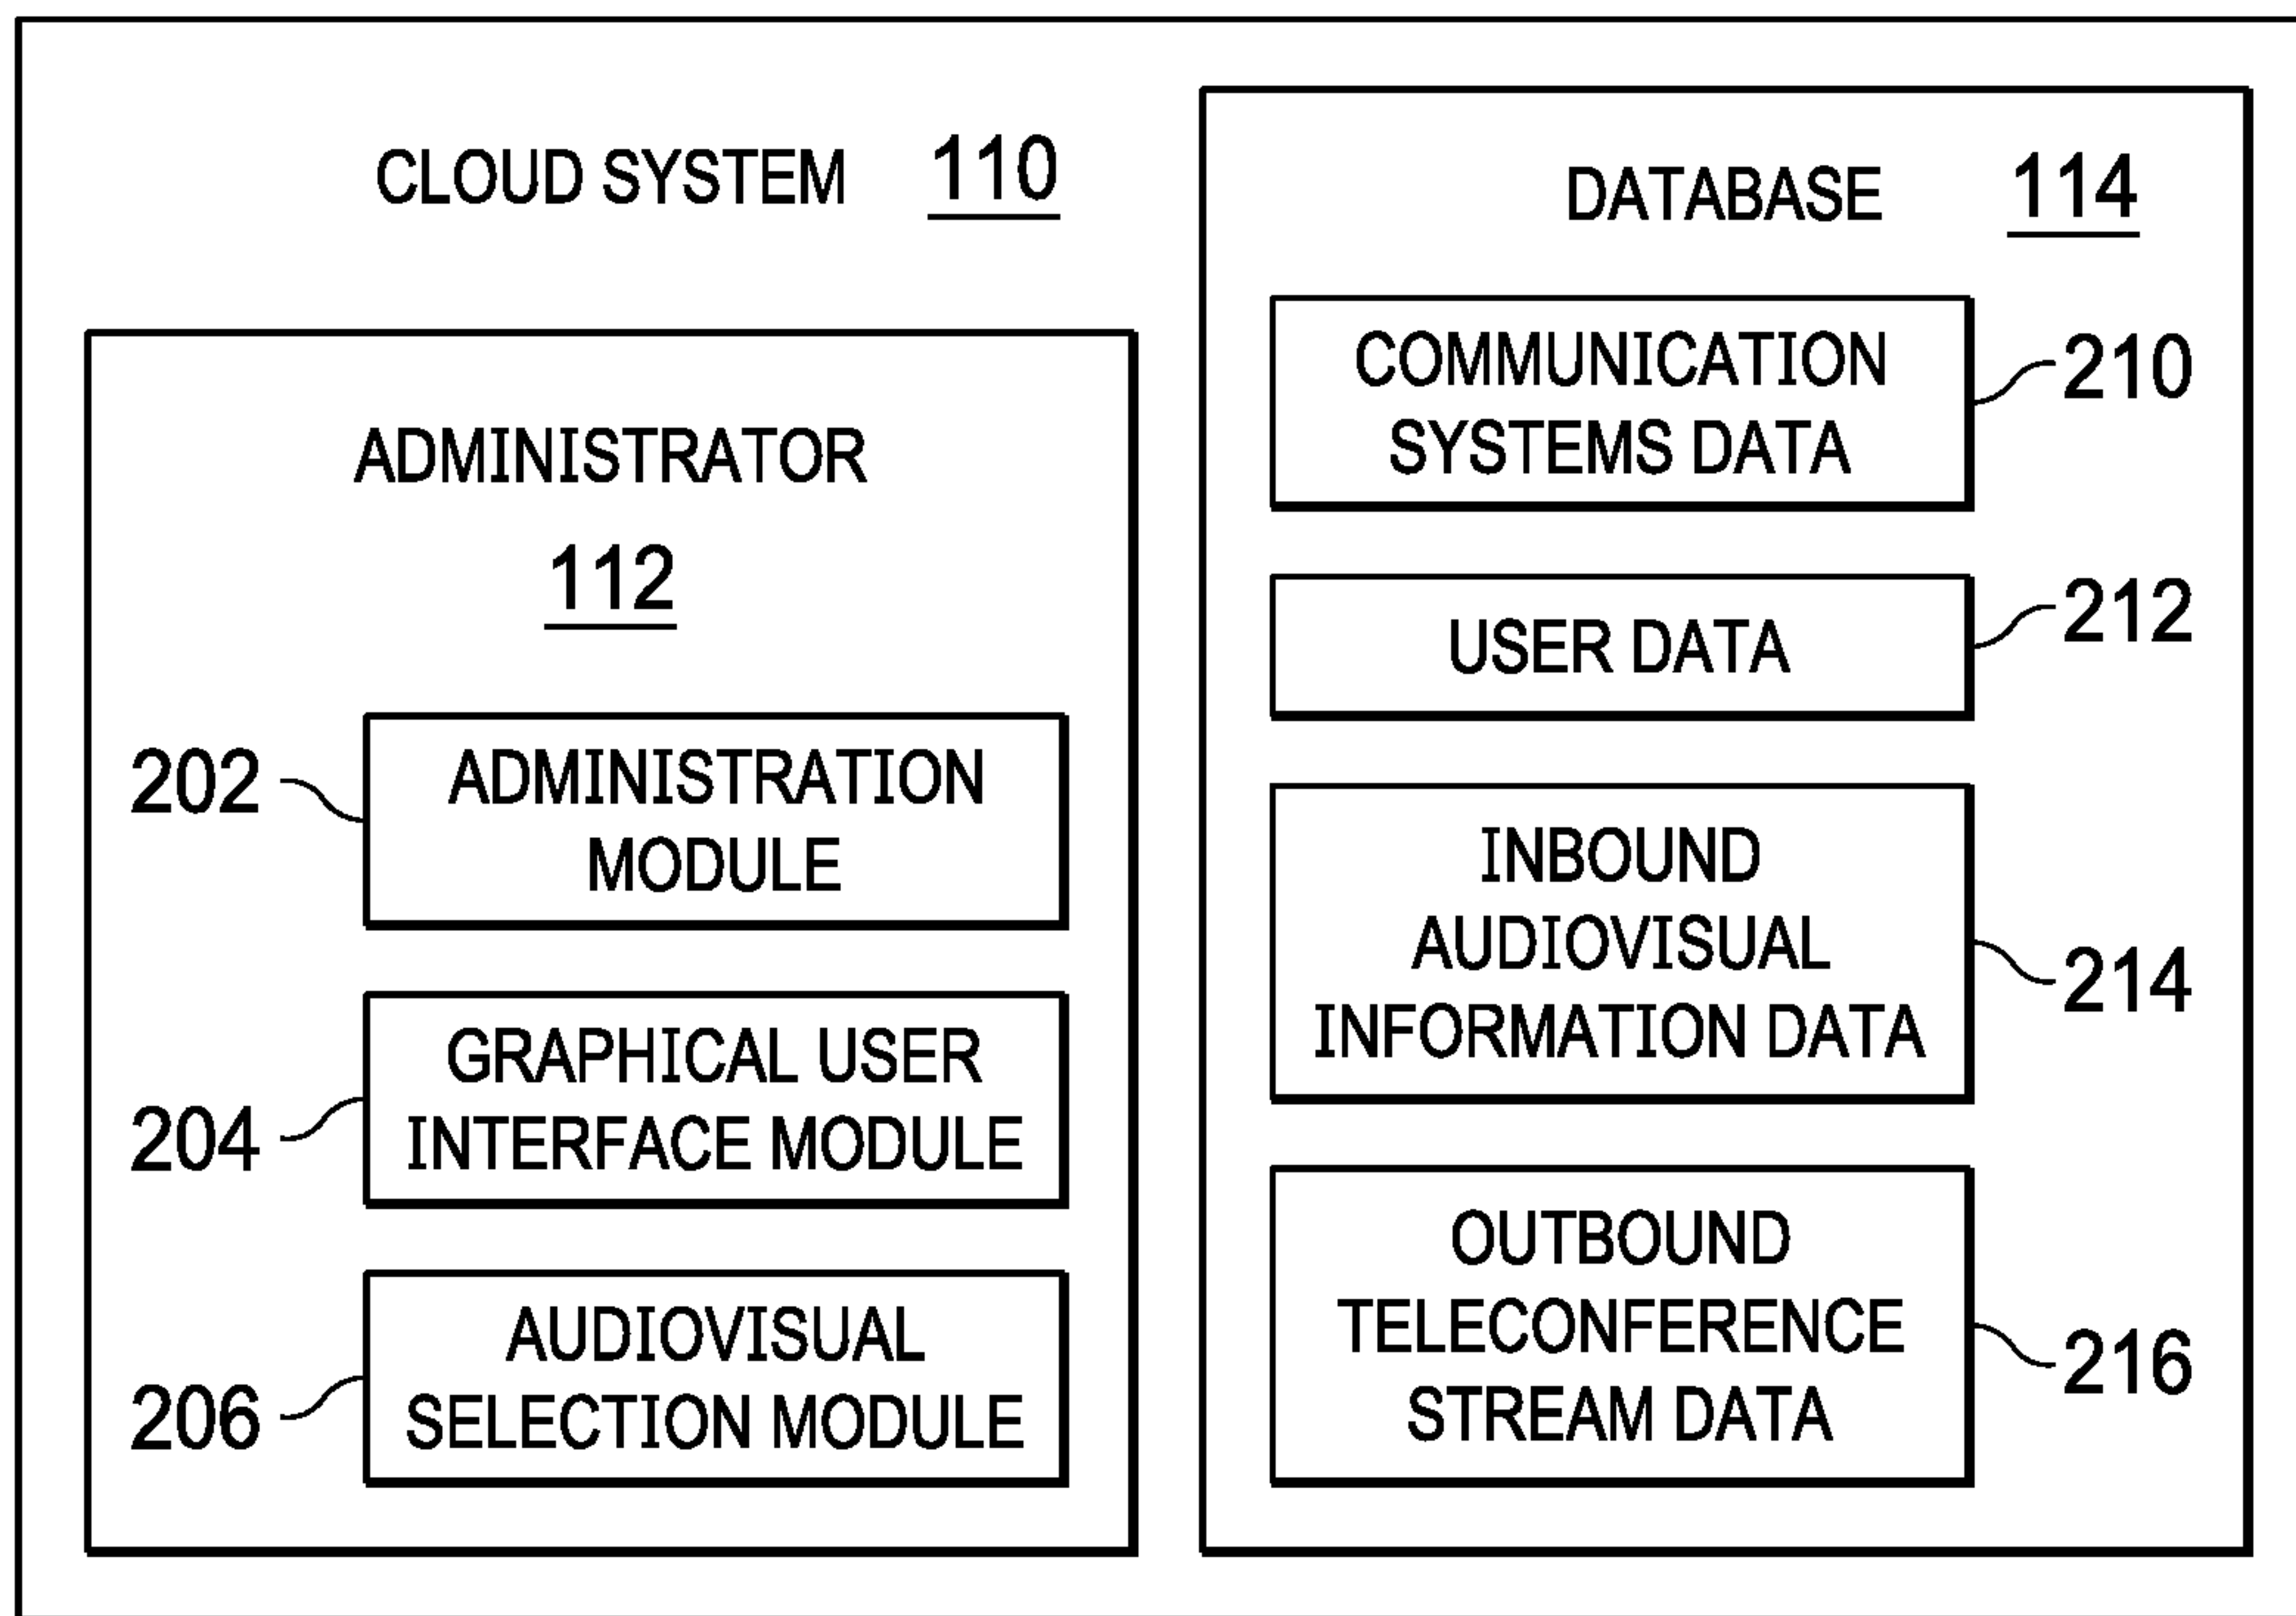 CLOUD SYSTEM 110
ADMINISTRATOR
112
202
ADMINISTRATION
MODULE
204
GRAPHICAL USER
INTERFACE MODULE
206
AUDIOVISUAL
SELECTION MODULE
DATABASE 114
COMMUNICATION
SYSTEMS DATA
210
USER DATA
212
INBOUND
AUDIOVISUAL
INFORMATION DATA
214
OUTBOUND
TELECONFERENCE
STREAM DATA
216